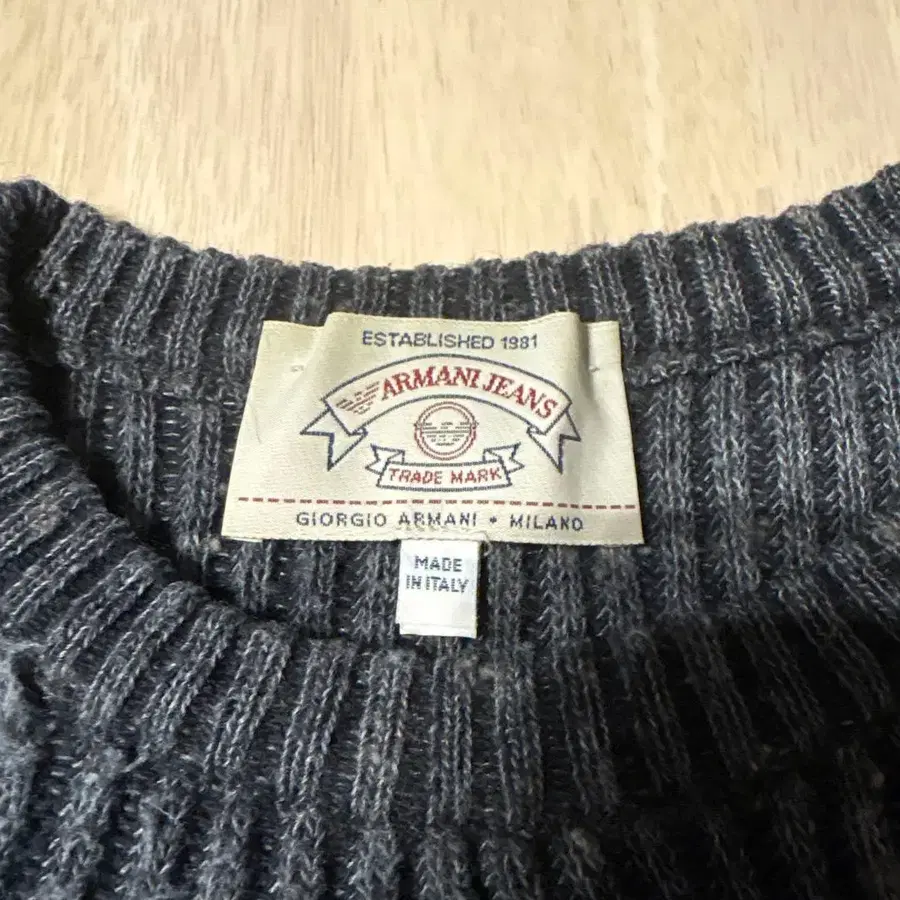 ESTABLISHED 1981
ARMANI JEANS
TRADE MARK
GIORGIO ARMANI • MILANO
MADE
IN ITALY